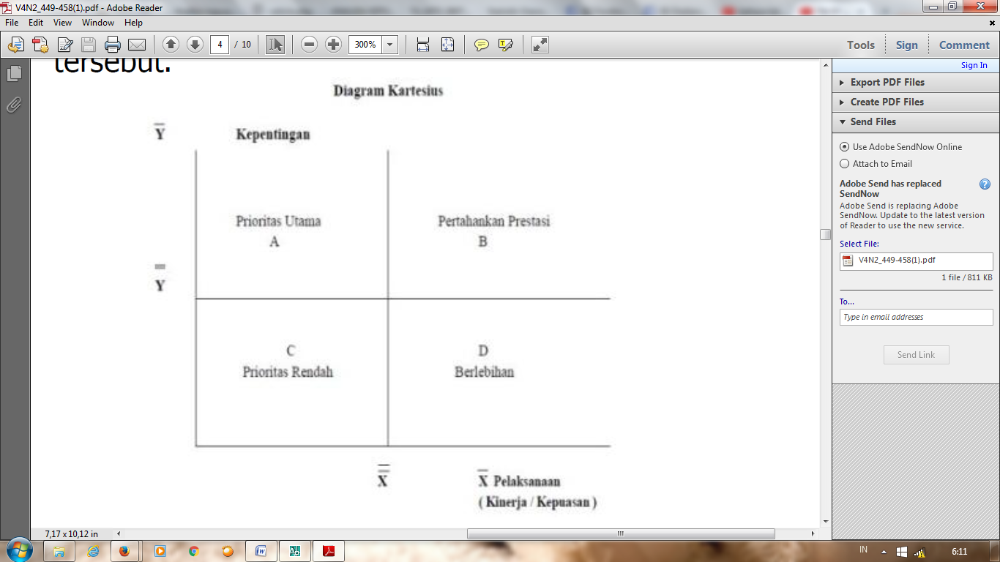 V4N2_449-458(1).pdf - Adobe Reader
File Edit View Window Help
4 / 10 300% Tools Sign Comment
tersebut.
Diagram Kartesius
Y̅ Kepentingan
Prioritas Utama Pertahankan Prestasi
A B
Y̿
C D
Prioritas Rendah Berlebihan
X̿ X̅ Pelaksanaan
( Kinerja / Kepuasan )
Sign In
Export PDF Files
Create PDF Files
Send Files
Use Adobe SendNow Online
Attach to Email
Adobe Send has replaced
SendNow
?
Adobe Send is replacing Adobe
SendNow. Update to the latest version
of Reader to use the new service.
Select File:
V4N2_449-458(1).pdf
1 file / 811 KB
To...
Type in email addresses
Send Link
7,17 x 10,12 in
IN 6:11